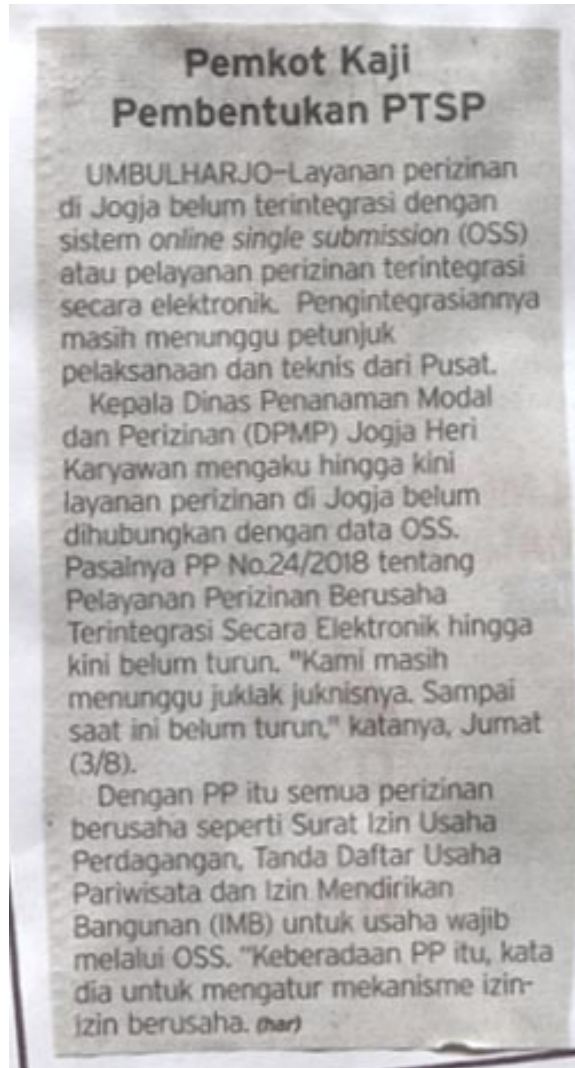 Pemkot Kaji
Pembentukan PTSP
UMBULHARJO–Layanan perizinan
di Jogja belum terintegrasi dengan
sistem online single submission (OSS)
atau pelayanan perizinan terintegrasi
secara elektronik. Pengintegrasiannya
masih menunggu petunjuk
pelaksanaan dan teknis dari Pusat.
Kepala Dinas Penanaman Modal
dan Perizinan (DPMP) Jogja Heri
Karyawan mengaku hingga kini
layanan perizinan di Jogja belum
dihubungkan dengan data OSS.
Pasalnya PP No.24/2018 tentang
Pelayanan Perizinan Berusaha
Terintegrasi Secara Elektronik hingga
kini belum turun. "Kami masih
menunggu juklak juknisnya. Sampai
saat ini belum turun," katanya, Jumat
(3/8).
Dengan PP itu semua perizinan
berusaha seperti Surat Izin Usaha
Perdagangan, Tanda Daftar Usaha
Pariwisata dan Izin Mendirikan
Bangunan (IMB) untuk usaha wajib
melalui OSS. "Keberadaan PP itu, kata
dia untuk mengatur mekanisme izin-
izin berusaha. (har)